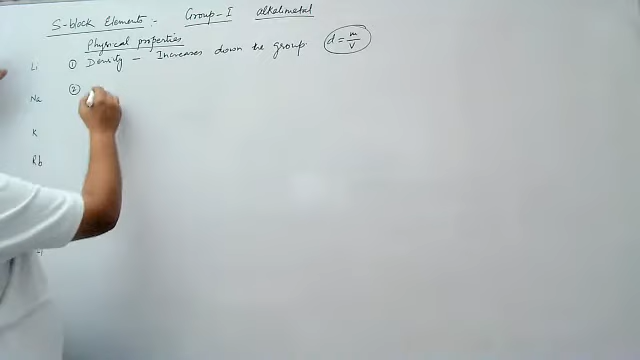 S-block Elements:- Group-I alkalimetal
Physical properties
Li ① Density — Increases down the group d = m/V
Na ②
K
Rb